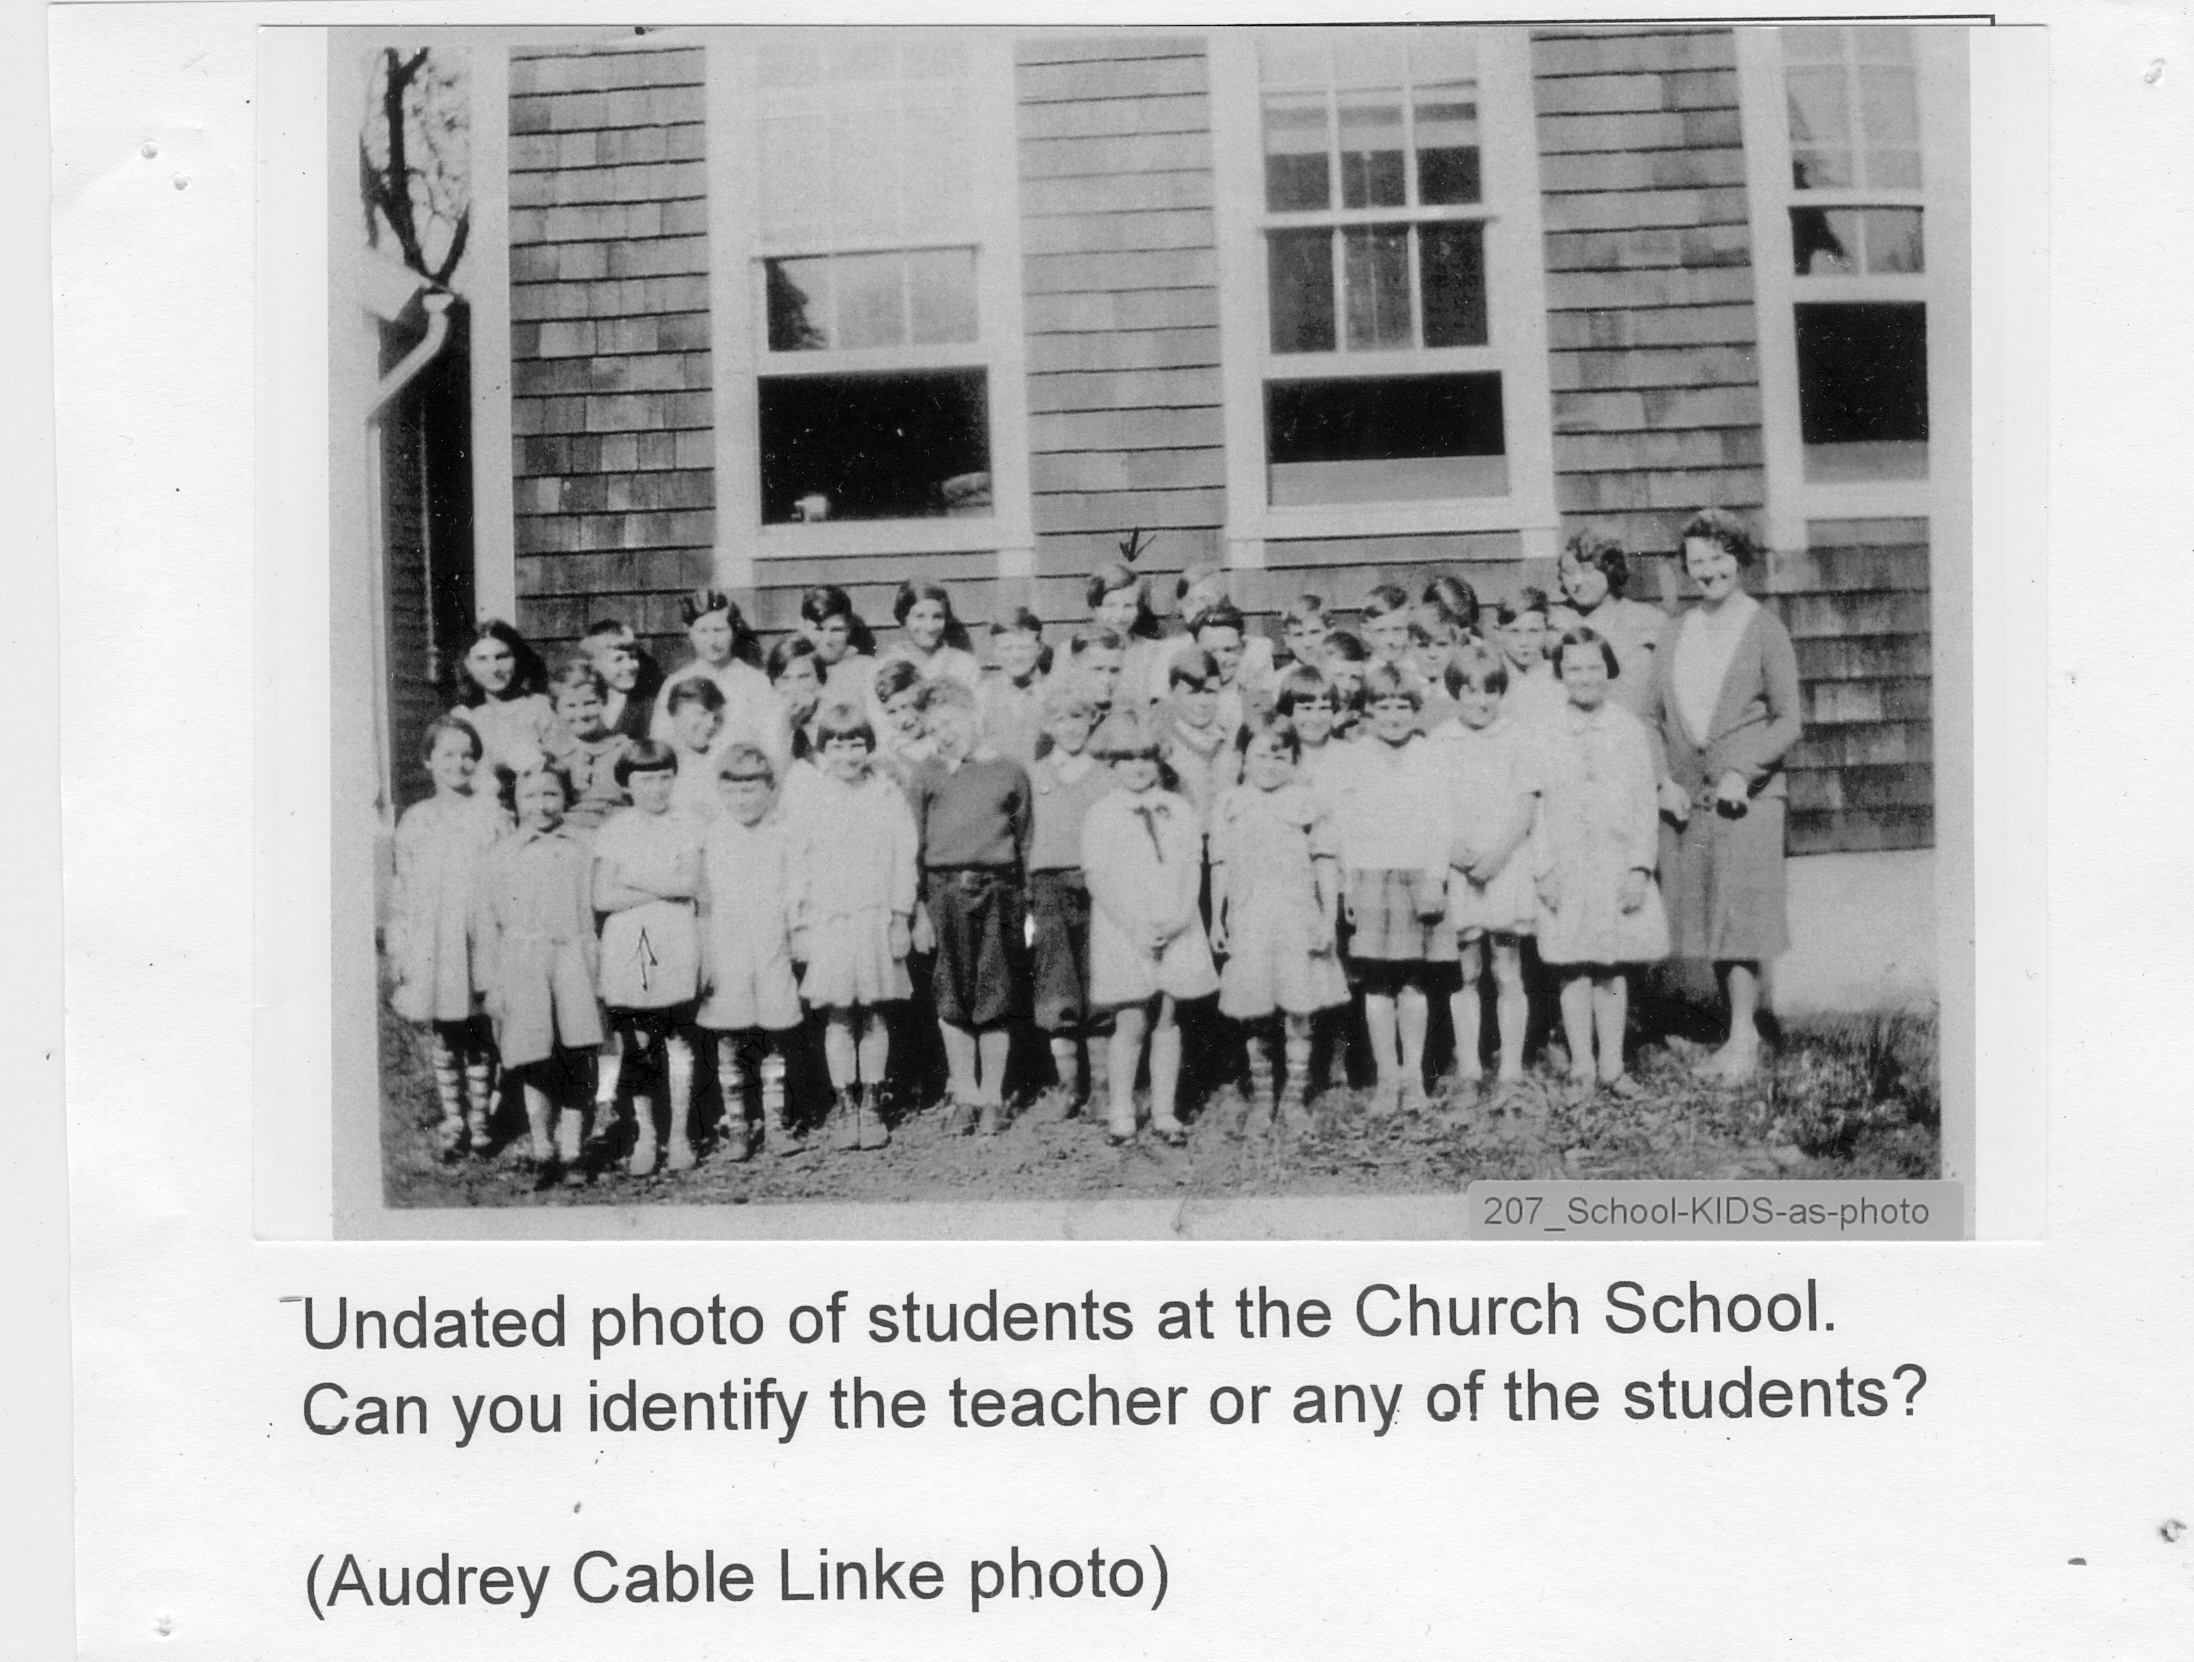 207_School-KIDS-as-photo
Undated photo of students at the Church School.
Can you identify the teacher or any of the students?
(Audrey Cable Linke photo)